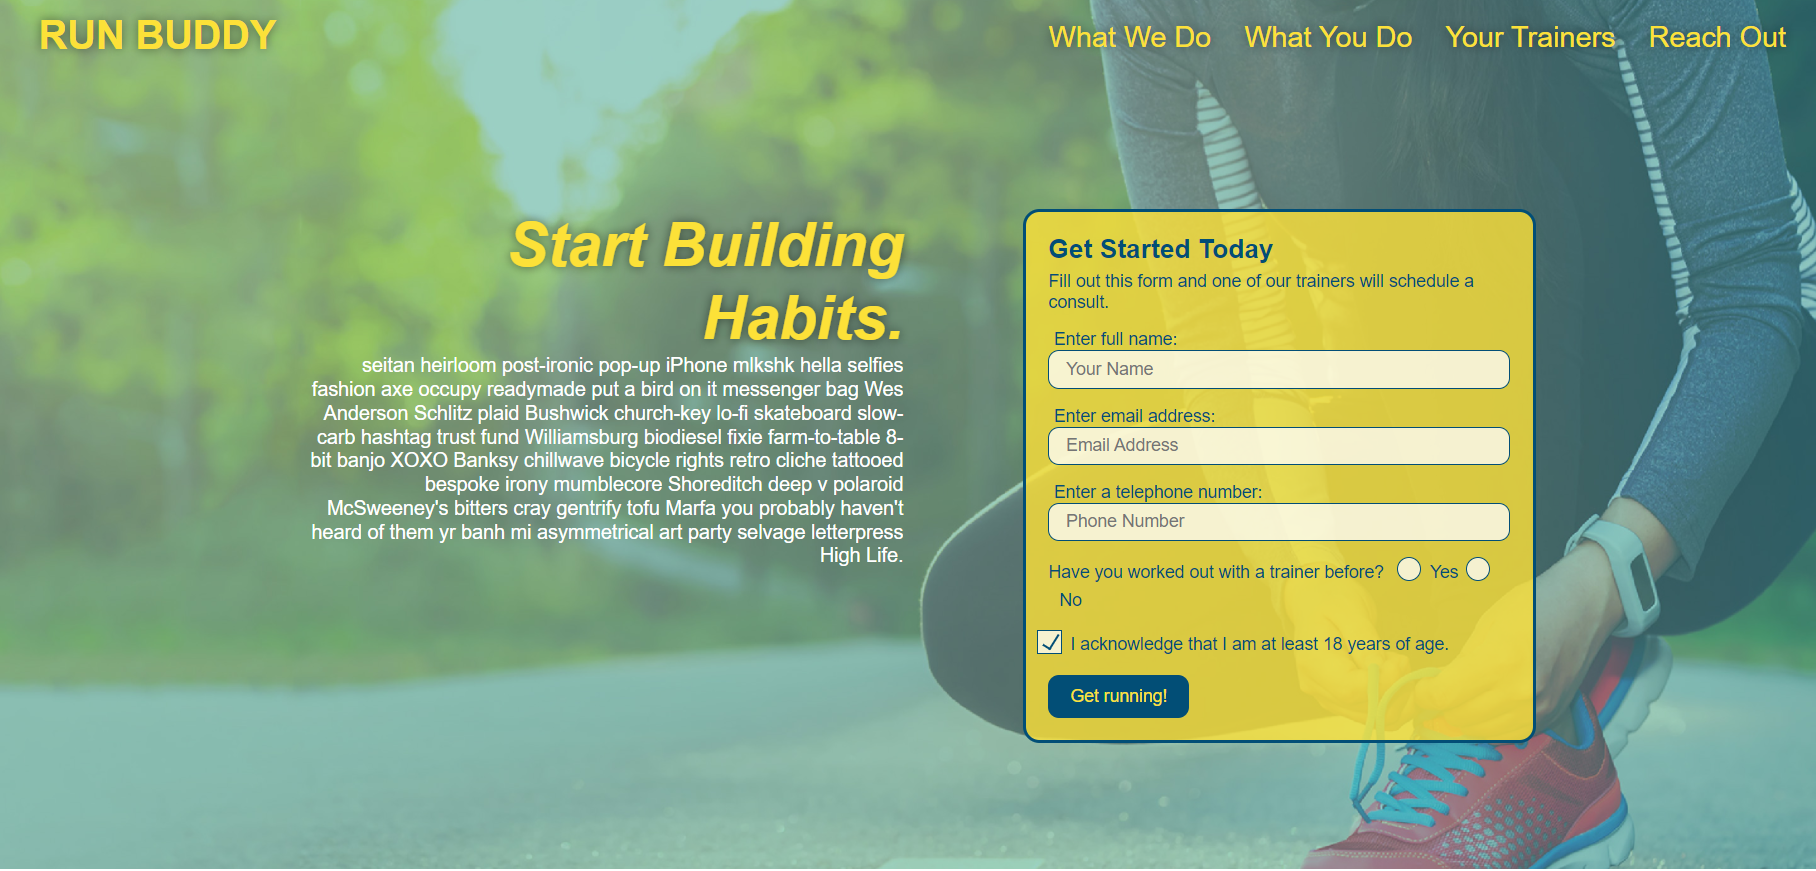 RUN BUDDY
What We Do What You Do Your Trainers Reach Out
Start Building
Habits.
seitan heirloom post-ironic pop-up iPhone mlkshk hella selfies
fashion axe occupy readymade put a bird on it messenger bag Wes
Anderson Schlitz plaid Bushwick church-key lo-fi skateboard slow-
carb hashtag trust fund Williamsburg biodiesel fixie farm-to-table 8-
bit banjo XOXO Banksy chillwave bicycle rights retro cliche tattooed
bespoke irony mumblecore Shoreditch deep v polaroid
McSweeney's bitters cray gentrify tofu Marfa you probably haven't
heard of them yr banh mi asymmetrical art party selvage letterpress
High Life.
Get Started Today
Fill out this form and one of our trainers will schedule a
consult.
Enter full name:
Your Name
Enter email address:
Email Address
Enter a telephone number:
Phone Number
Have you worked out with a trainer before? Yes
No
I acknowledge that I am at least 18 years of age.
Get running!